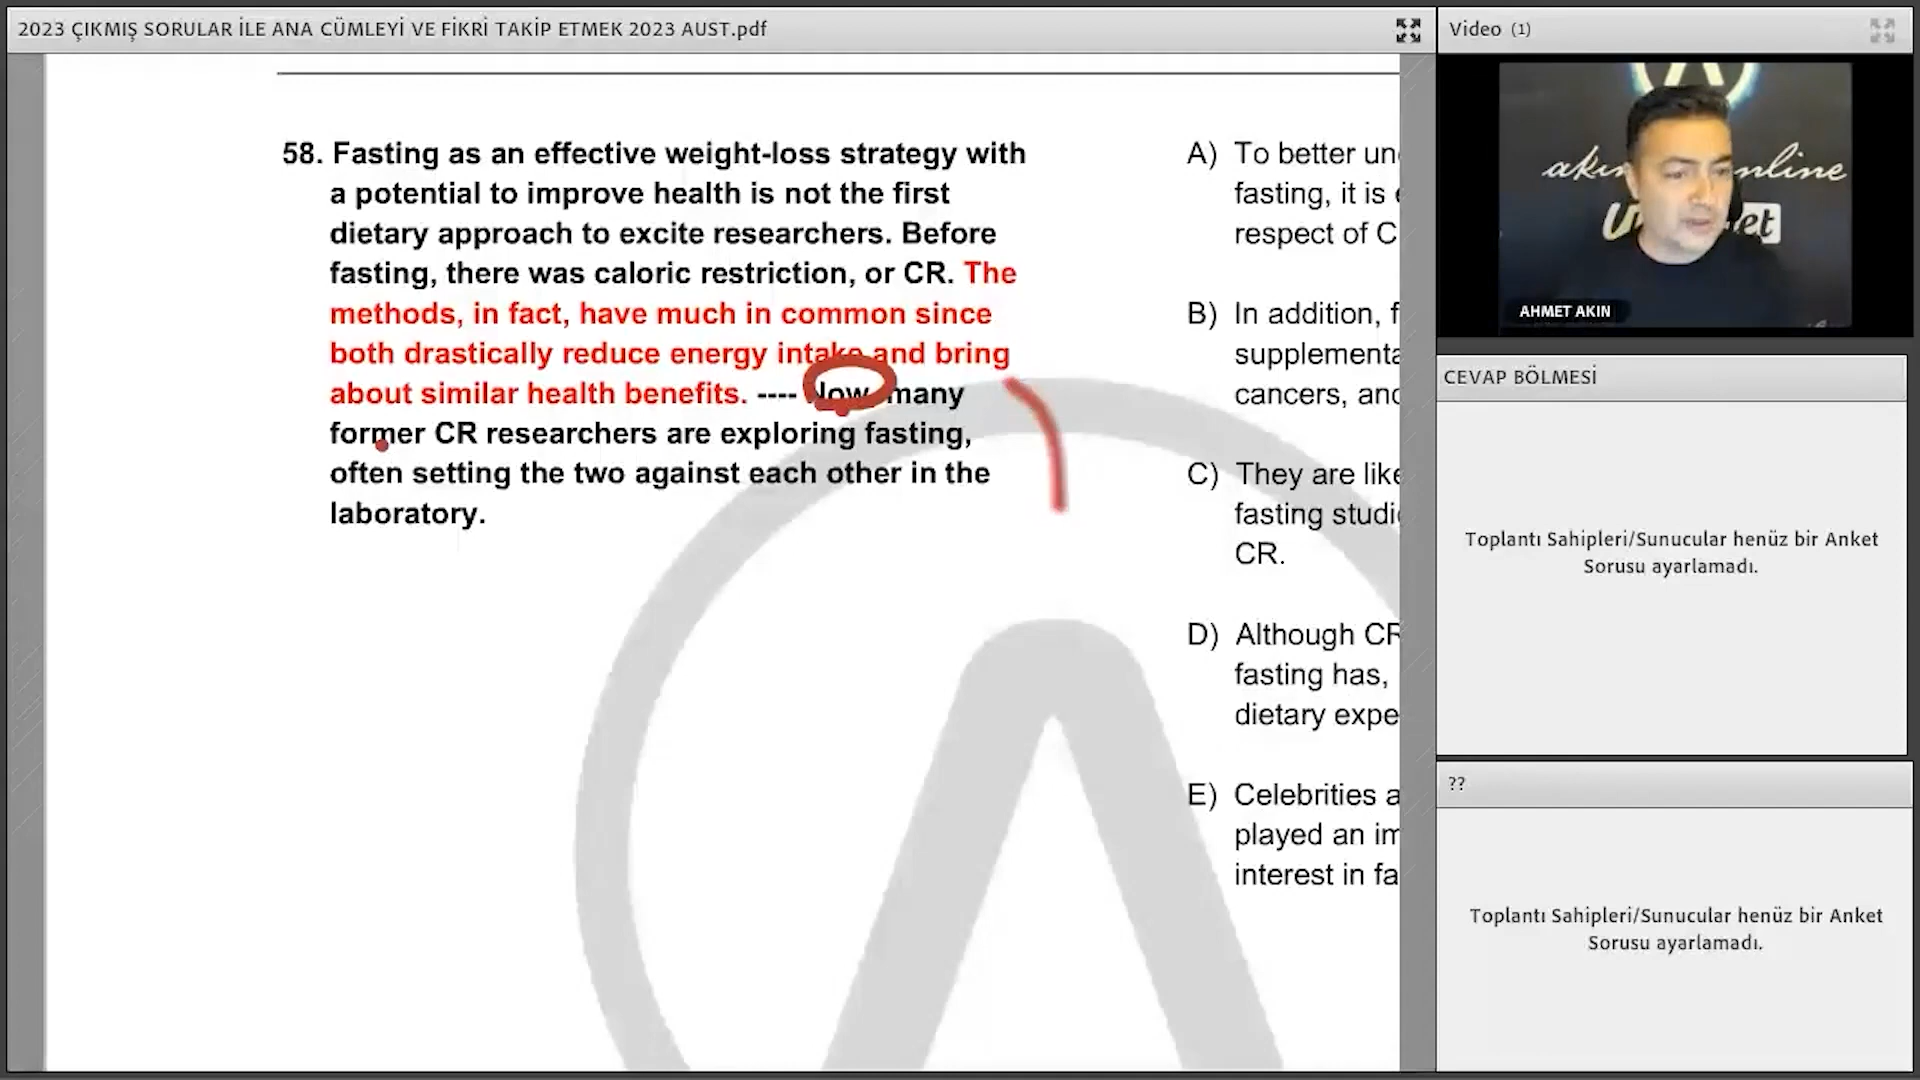 2023 ÇIKMIŞ SORULAR İLE ANA CÜMLEYİ VE FİKRİ TAKİP ETMEK 2023 AUST.pdf
58. Fasting as an effective weight-loss strategy with
a potential to improve health is not the first
dietary approach to excite researchers. Before
fasting, there was caloric restriction, or CR. The
methods, in fact, have much in common since
both drastically reduce energy intake and bring
about similar health benefits. ---- Now, many
former CR researchers are exploring fasting,
often setting the two against each other in the
laboratory.
A) To better un
fasting, it is
respect of C
B) In addition, f
supplementa
cancers, and
C) They are like
fasting studi
CR.
D) Although CR
fasting has,
dietary expe
E) Celebrities a
played an im
interest in fa
Video (1)
akın online
AHMET AKIN
CEVAP BÖLMESİ
Toplantı Sahipleri/Sunucular henüz bir Anket
Sorusu ayarlamadı.
??
Toplantı Sahipleri/Sunucular henüz bir Anket
Sorusu ayarlamadı.